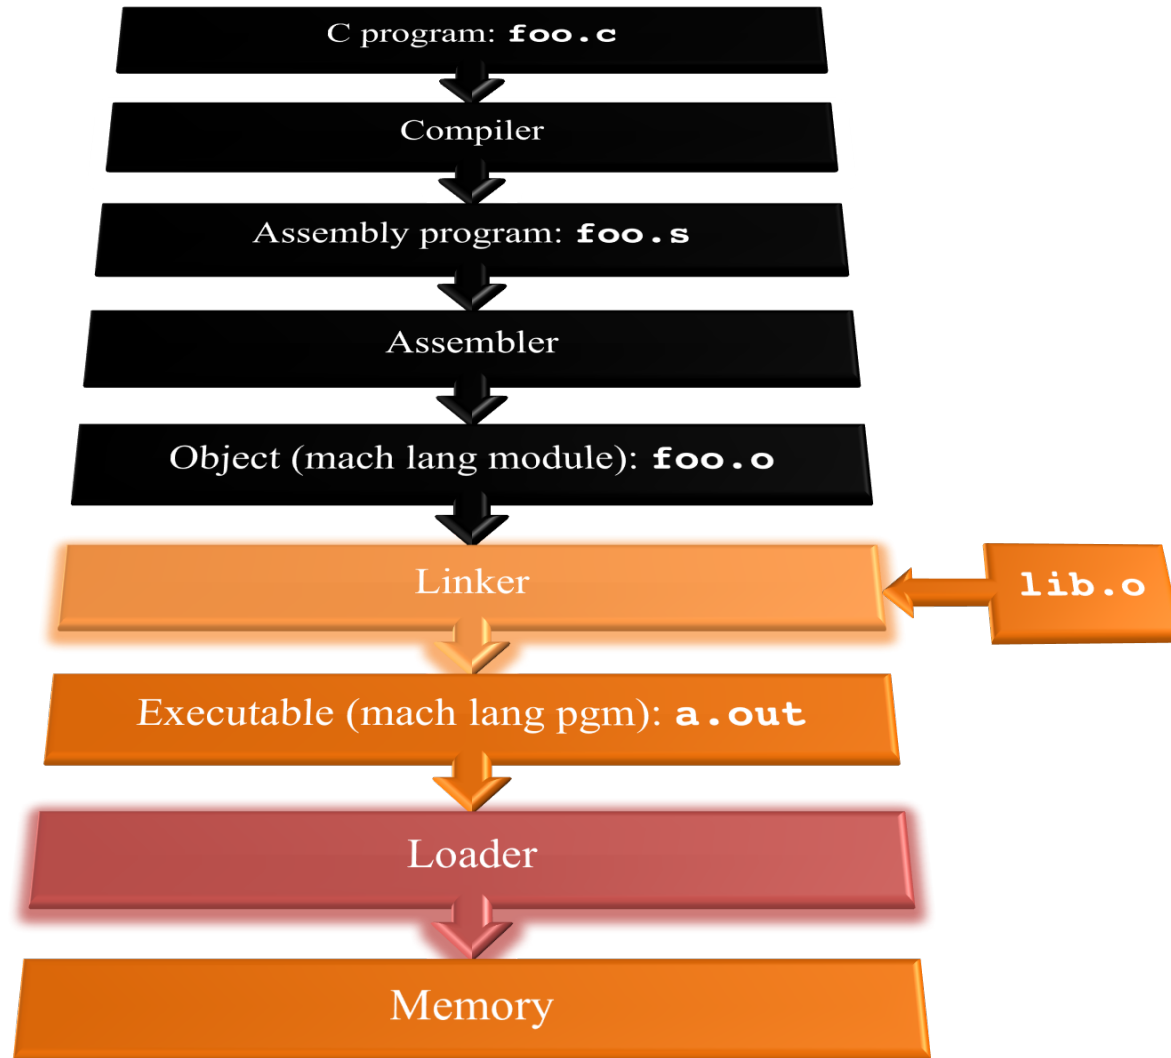 C program: foo.c
Compiler
Assembly program: foo.s
Assembler
Object (mach lang module): foo.o
Linker
lib.o
Executable (mach lang pgm): a.out
Loader
Memory